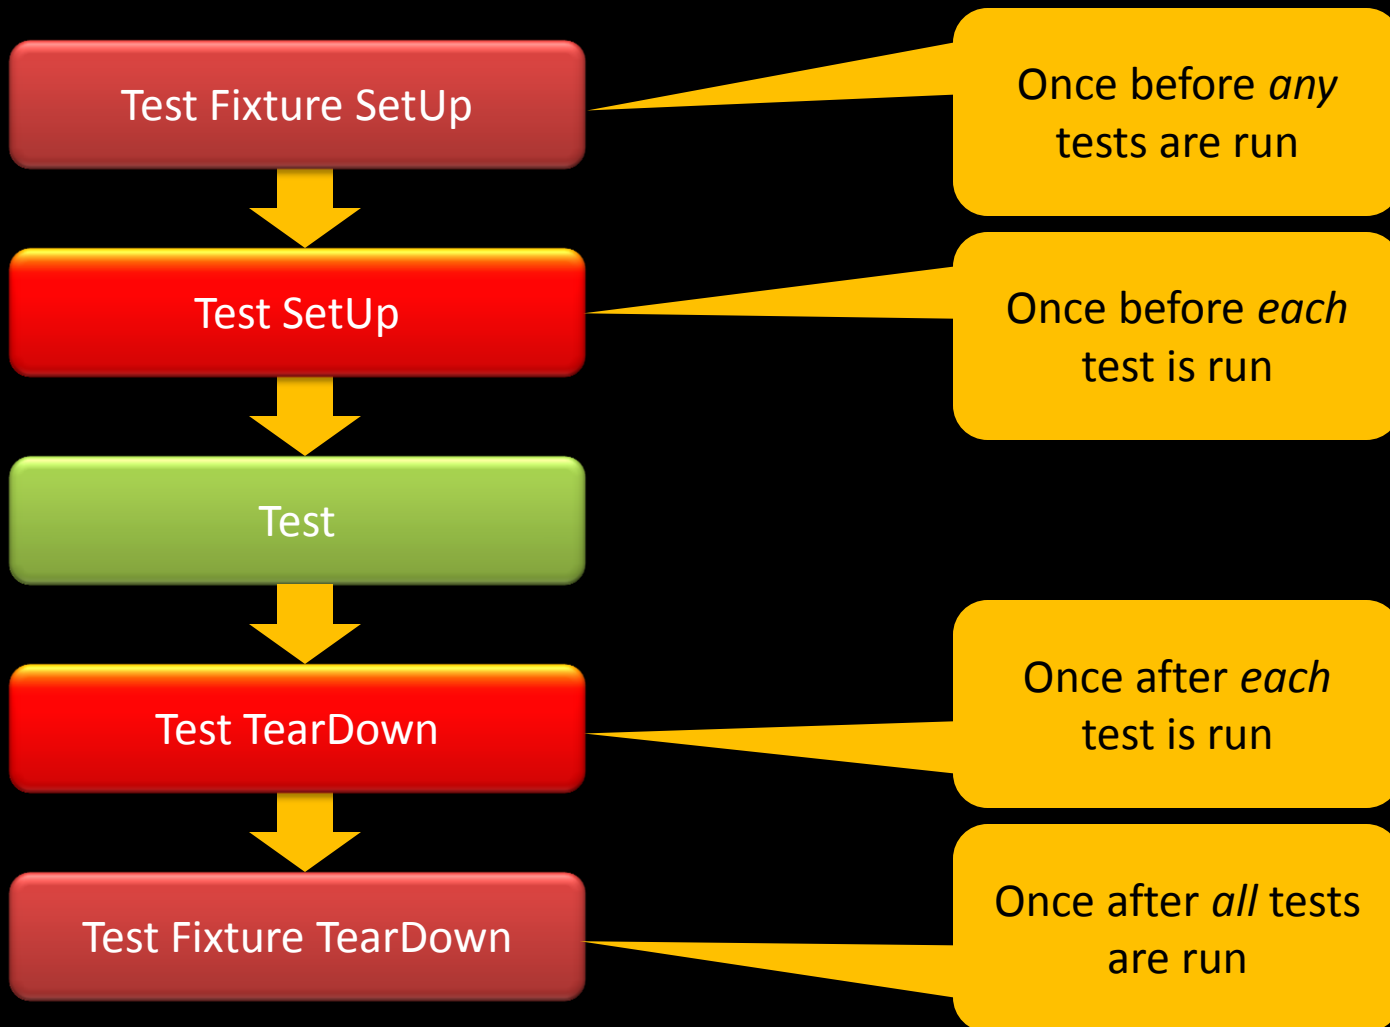 Test Fixture SetUp
Once before any
tests are run
Test SetUp
Once before each
test is run
Test
Test TearDown
Once after each
test is run
Test Fixture TearDown
Once after all tests
are run